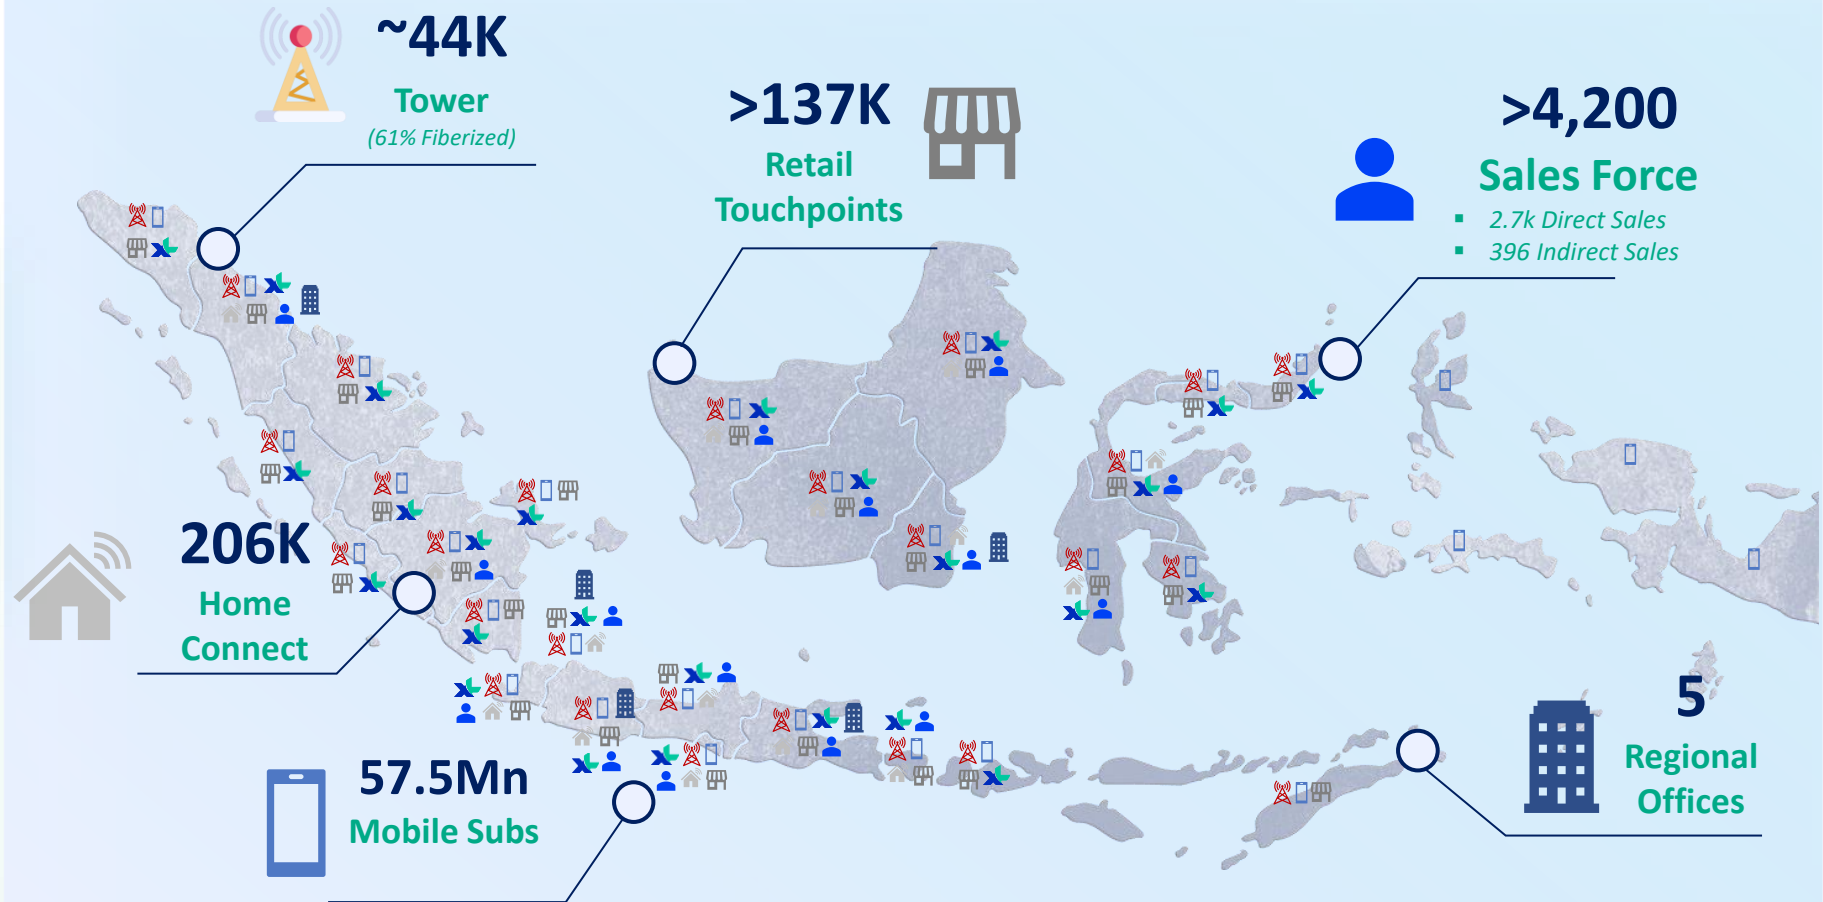 ~44K
Tower
(61% Fiberized)
>137K
Retail
Touchpoints
>4,200
Sales Force
▪ 2.7k Direct Sales
▪ 396 Indirect Sales
206K
Home
Connect
57.5Mn
Mobile Subs
5
Regional
Offices